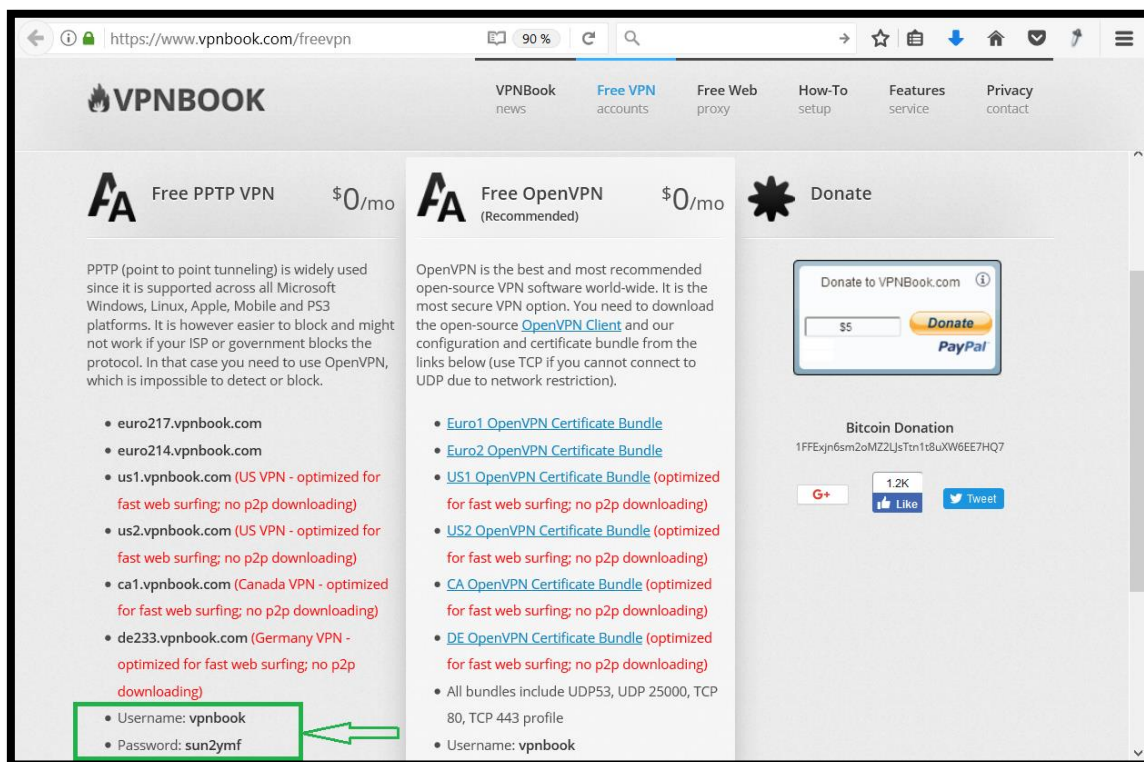 https://www.vpnbook.com/freevpn
90 %
VPNBOOK
VPNBook
news
Free VPN
accounts
Free Web
proxy
How-To
setup
Features
service
Privacy
contact
Free PPTP VPN
$0/mo
PPTP (point to point tunneling) is widely used
since it is supported across all Microsoft
Windows, Linux, Apple, Mobile and PS3
platforms. It is however easier to block and might
not work if your ISP or government blocks the
protocol. In that case you need to use OpenVPN,
which is impossible to detect or block.
euro217.vpnbook.com
euro214.vpnbook.com
us1.vpnbook.com (US VPN - optimized for
fast web surfing; no p2p downloading)
us2.vpnbook.com (US VPN - optimized for
fast web surfing; no p2p downloading)
ca1.vpnbook.com (Canada VPN - optimized
for fast web surfing; no p2p downloading)
de233.vpnbook.com (Germany VPN -
optimized for fast web surfing; no p2p
downloading)
Username: vpnbook
Password: sun2ymf
Free OpenVPN
(Recommended)
$0/mo
OpenVPN is the best and most recommended
open-source VPN software world-wide. It is the
most secure VPN option. You need to download
the open-source OpenVPN Client and our
configuration and certificate bundle from the
links below (use TCP if you cannot connect to
UDP due to network restriction).
Euro1 OpenVPN Certificate Bundle
Euro2 OpenVPN Certificate Bundle
US1 OpenVPN Certificate Bundle (optimized
for fast web surfing; no p2p downloading)
US2 OpenVPN Certificate Bundle (optimized
for fast web surfing; no p2p downloading)
CA OpenVPN Certificate Bundle (optimized
for fast web surfing; no p2p downloading)
DE OpenVPN Certificate Bundle (optimized
for fast web surfing; no p2p downloading)
All bundles include UDP53, UDP 25000, TCP
80, TCP 443 profile
Username: vpnbook
Donate
Donate to VPNBook.com
$5
Donate
PayPal
Bitcoin Donation
1FFExjn6sm2oMZ2LJsTtn1t8uXW6EE7HQ7
1.2K
G+
Like
Tweet